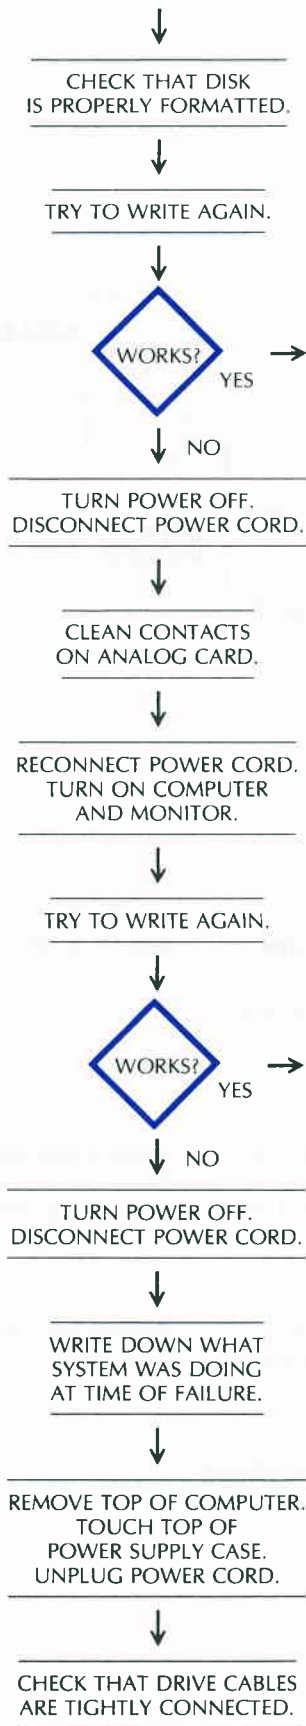 CHECK THAT DISK
IS PROPERLY FORMATTED.
TRY TO WRITE AGAIN.
WORKS?
YES
NO
TURN POWER OFF.
DISCONNECT POWER CORD.
CLEAN CONTACTS
ON ANALOG CARD.
RECONNECT POWER CORD.
TURN ON COMPUTER
AND MONITOR.
TRY TO WRITE AGAIN.
WORKS?
YES
NO
TURN POWER OFF.
DISCONNECT POWER CORD.
WRITE DOWN WHAT
SYSTEM WAS DOING
AT TIME OF FAILURE.
REMOVE TOP OF COMPUTER.
TOUCH TOP OF
POWER SUPPLY CASE.
UNPLUG POWER CORD.
CHECK THAT DRIVE CABLES
ARE TIGHTLY CONNECTED.